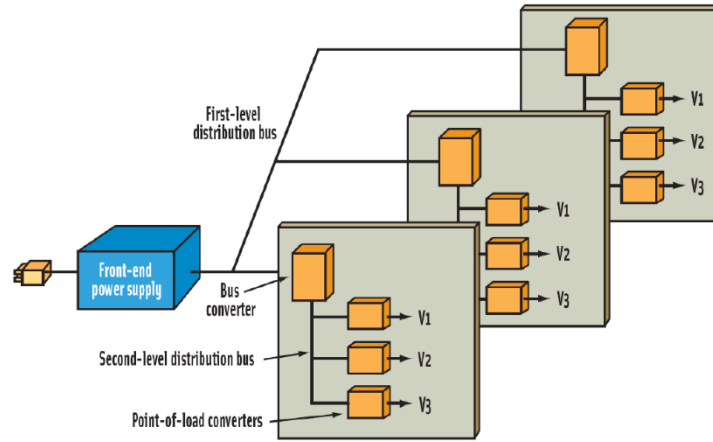 First-level
distribution bus
V1
V2
V3
V1
V2
V3
Front-end
power supply
Bus
converter
V1
Second-level distribution bus
V2
V3
Point-of-load converters